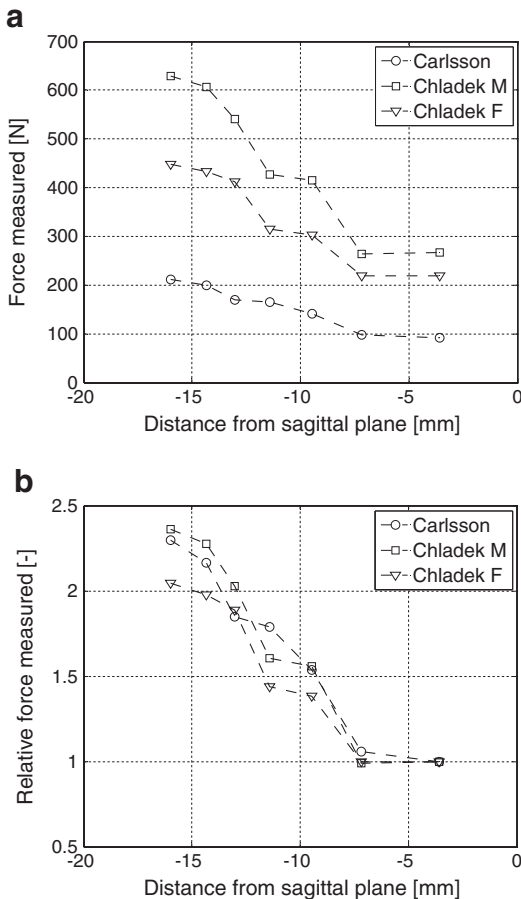 a
700
600
500
400
300
200
100
0
Force measured [N]
Carlsson
Chladek M
Chladek F
-20
-15
-10
-5
0
Distance from sagittal plane [mm]
b
2.5
2
1.5
1
0.5
Relative force measured [-]
Carlsson
Chladek M
Chladek F
-20
-15
-10
-5
0
Distance from sagittal plane [mm]